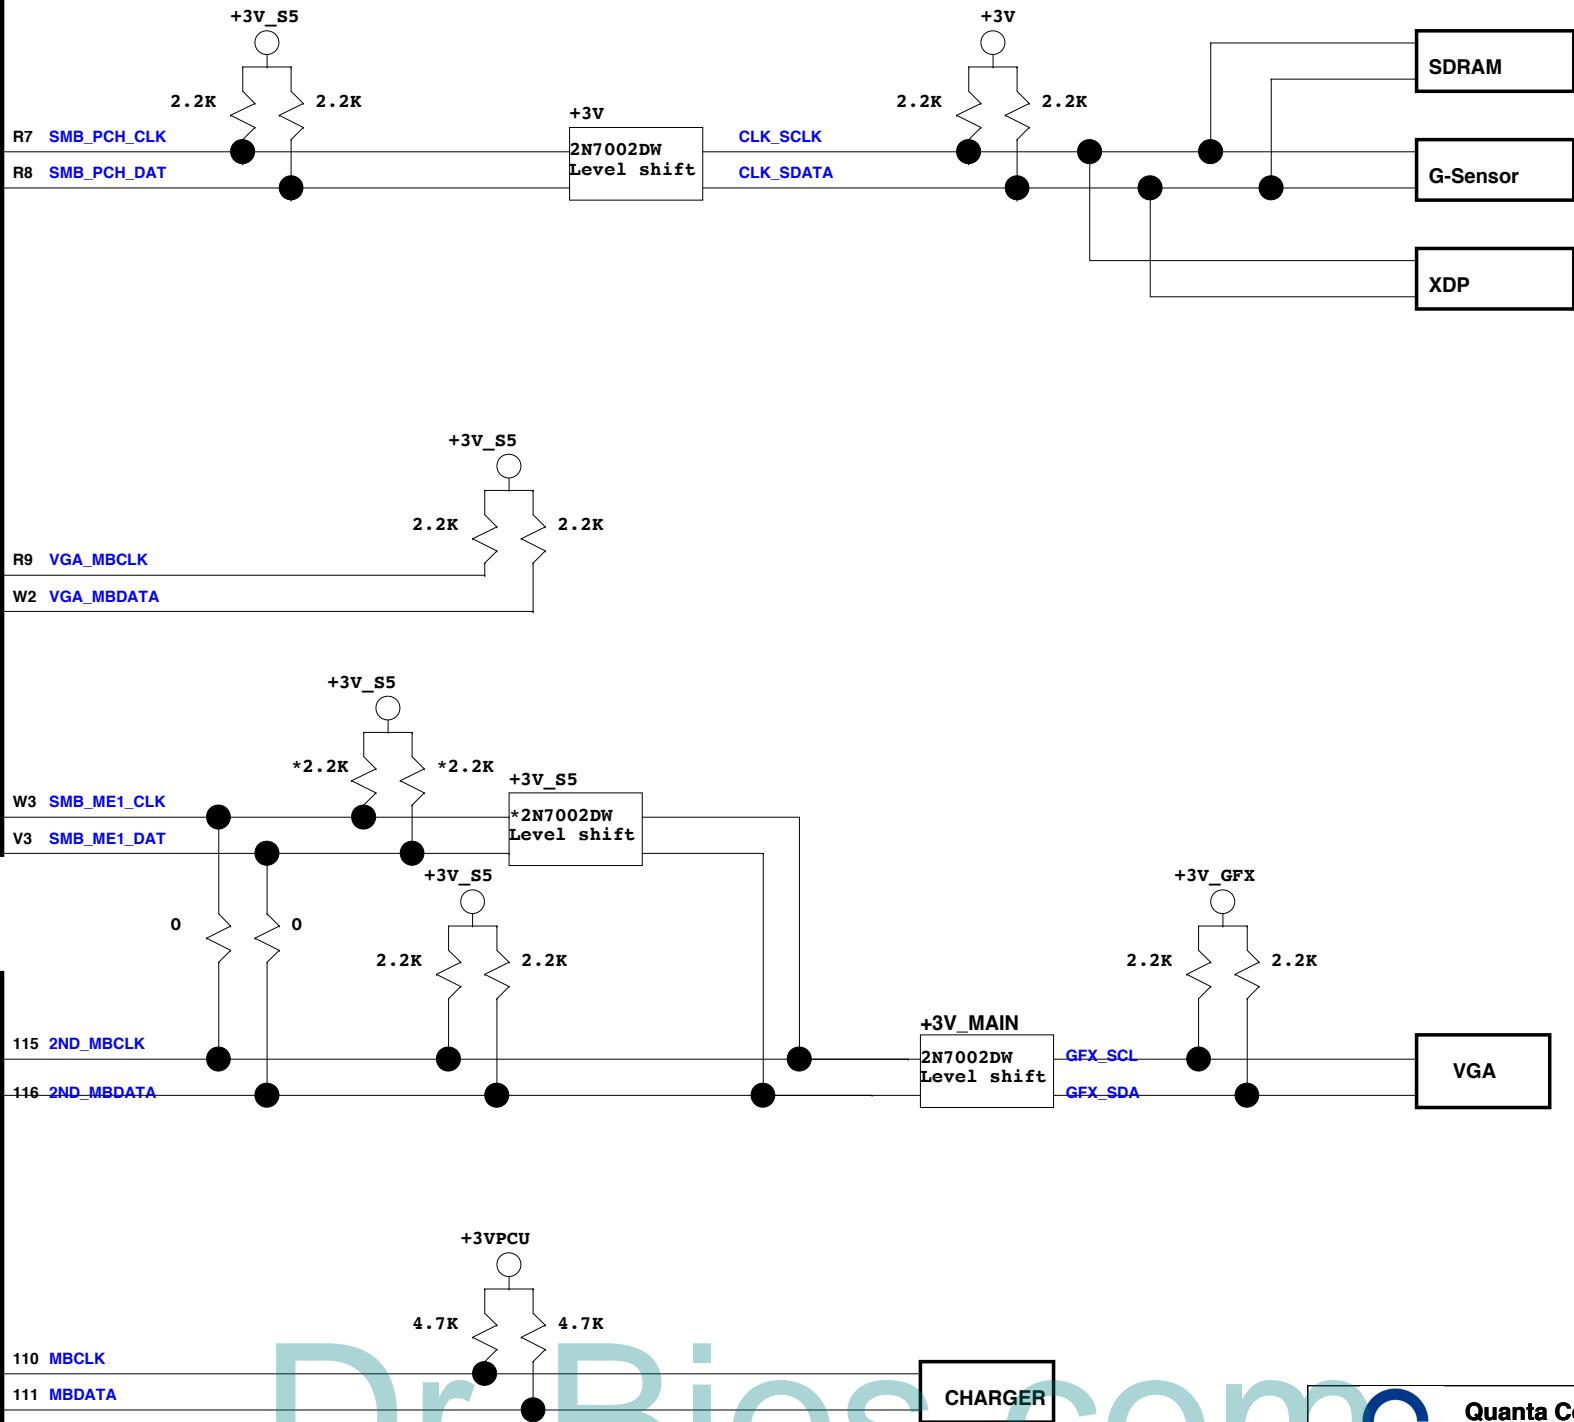 +3V_S5
+3V
2.2K 2.2K
2.2K 2.2K
SDRAM
+3V
R7 SMB_PCH_CLK
2N7002DW
Level shift
CLK_SCLK
R8 SMB_PCH_DAT
CLK_SDATA
G-Sensor
XDP
+3V_S5
2.2K 2.2K
R9 VGA_MBCLK
W2 VGA_MBDATA
+3V_S5
*2.2K *2.2K
+3V_S5
W3 SMB_ME1_CLK
*2N7002DW
Level shift
V3 SMB_ME1_DAT
+3V_S5
+3V_GFX
0 0
2.2K 2.2K
2.2K 2.2K
+3V_MAIN
115 2ND_MBCLK
2N7002DW
Level shift
GFX_SCL
VGA
116 2ND_MBDATA
GFX_SDA
+3VPCU
4.7K 4.7K
110 MBCLK
111 MBDATA
CHARGER
Dr-Bios.com
Quanta